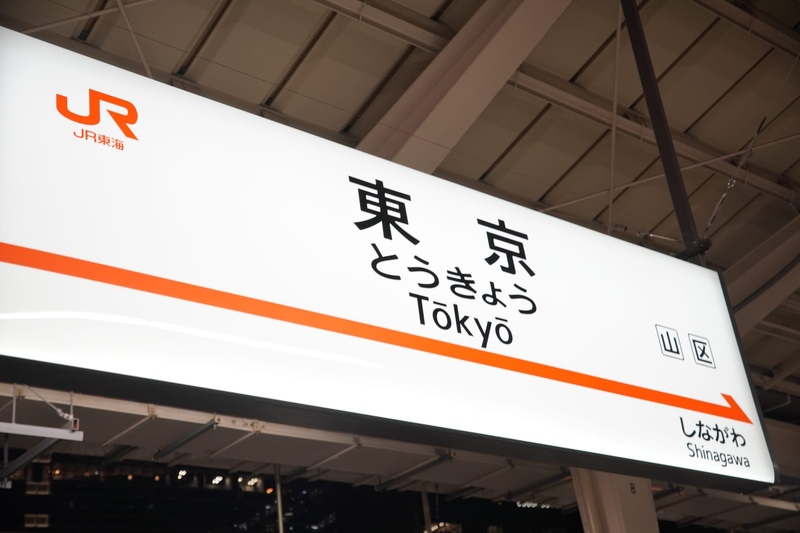 JR
JR東海
東京
とうきょう
Tōkyō
山区
しながわ
Shinagawa
8